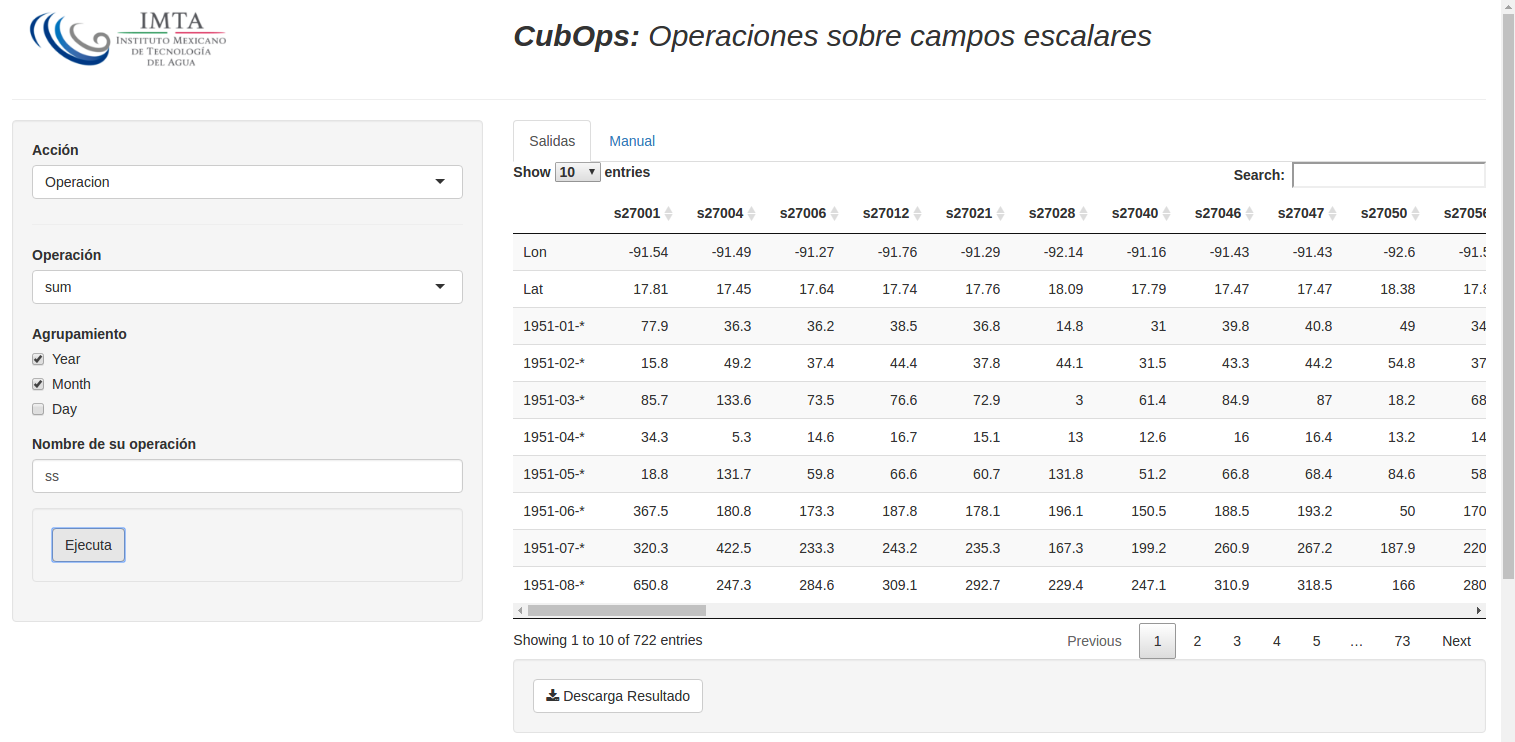 IMTA
INSTITUTO MEXICANO
DE TECNOLOGÍA
DEL AGUA
CubOps: Operaciones sobre campos escalares
Acción
Operacion
Operación
sum
Agrupamiento
Year
Month
Day
Nombre de su operación
ss
Ejecuta
Salidas Manual
Show 10 entries Search:
s27001 s27004 s27006 s27012 s27021 s27028 s27040 s27046 s27047 s27050 s27056
Lon -91.54 -91.49 -91.27 -91.76 -91.29 -92.14 -91.16 -91.43 -91.43 -92.6 -91.5
Lat 17.81 17.45 17.64 17.74 17.76 18.09 17.79 17.47 17.47 18.38 17.8
1951-01-* 77.9 36.3 36.2 38.5 36.8 14.8 31 39.8 40.8 49 34
1951-02-* 15.8 49.2 37.4 44.4 37.8 44.1 31.5 43.3 44.2 54.8 37
1951-03-* 85.7 133.6 73.5 76.6 72.9 3 61.4 84.9 87 18.2 68
1951-04-* 34.3 5.3 14.6 16.7 15.1 13 12.6 16 16.4 13.2 14
1951-05-* 18.8 131.7 59.8 66.6 60.7 131.8 51.2 66.8 68.4 84.6 58
1951-06-* 367.5 180.8 173.3 187.8 178.1 196.1 150.5 188.5 193.2 50 170
1951-07-* 320.3 422.5 233.3 243.2 235.3 167.3 199.2 260.9 267.2 187.9 220
1951-08-* 650.8 247.3 284.6 309.1 292.7 229.4 247.1 310.9 318.5 166 280
Showing 1 to 10 of 722 entries Previous 1 2 3 4 5 … 73 Next
Descarga Resultado